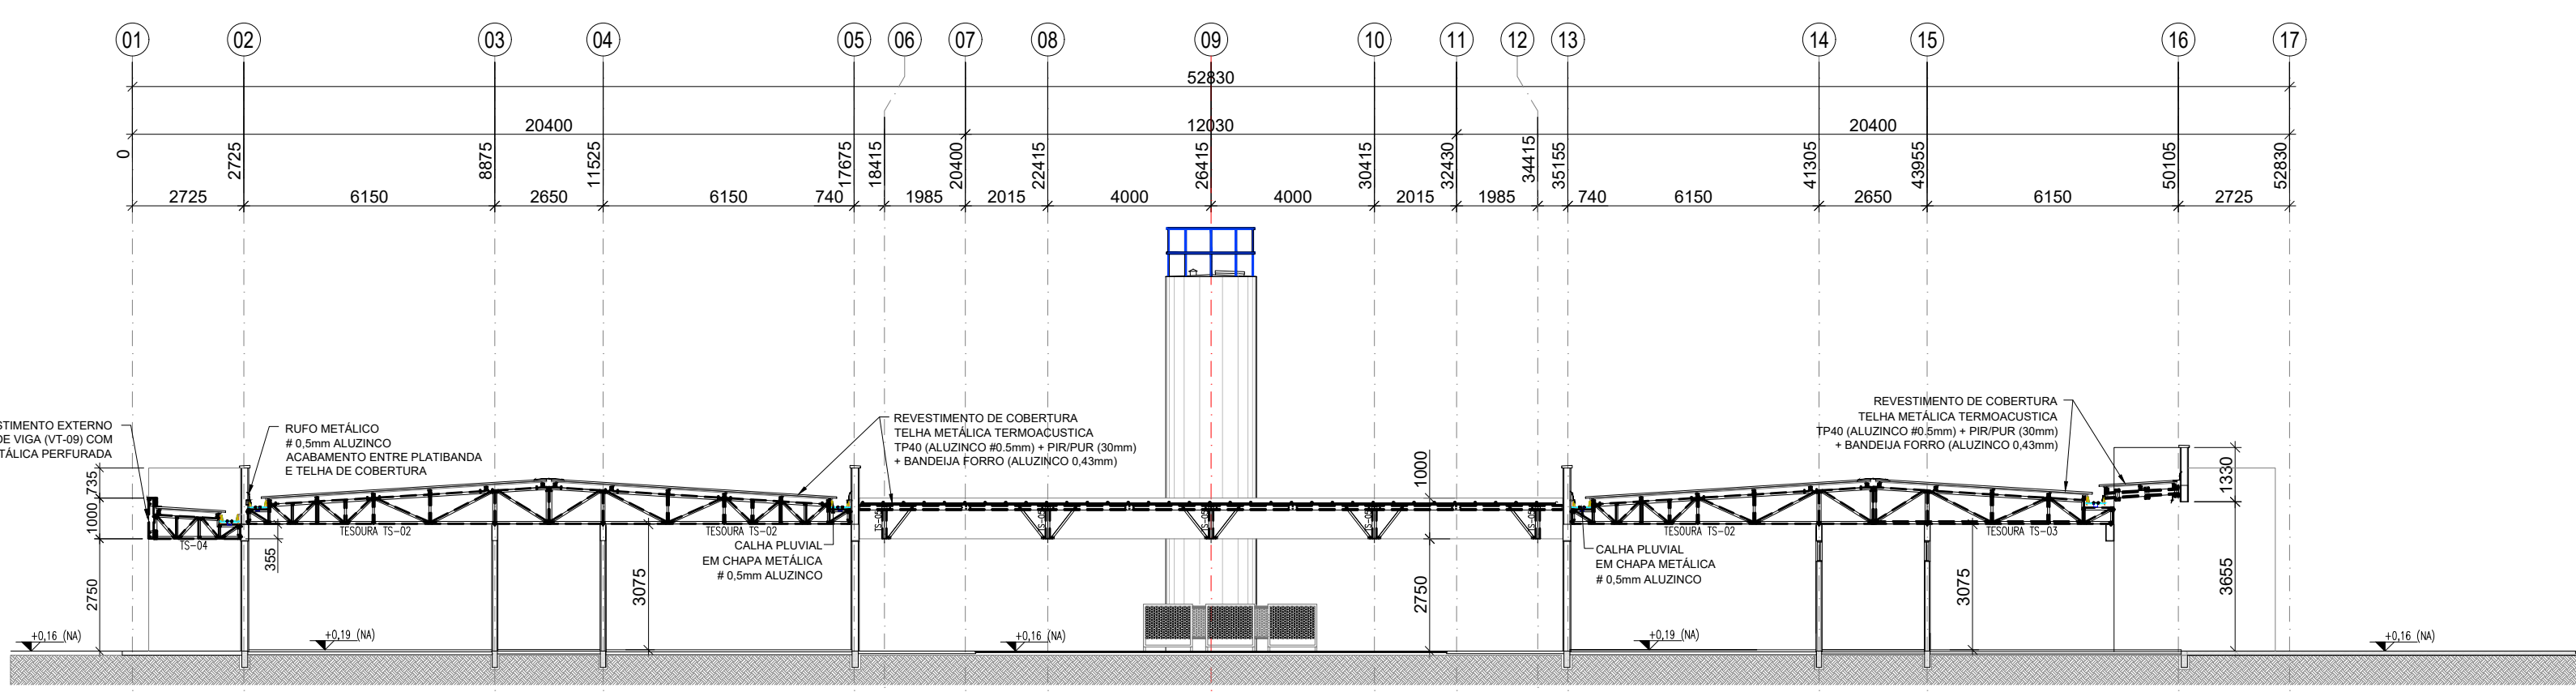 01 02 03 04 05 06 07 08 09 10 11 12 13 14 15 16 17
52830
20400 12030 20400
0 2725 8875 11525 17675 18415 20400 22415 26415 30415 32430 34415 35155 41305 43955 50105 52830
2725 6150 2650 6150 740 1985 2015 4000 4000 2015 1985 740 6150 2650 6150 2725
STIMENTO EXTERNO
DE VIGA (VT-09) COM
TÁLICA PERFURADA
RUFO METÁLICO
# 0,5mm ALUZINCO
ACABAMENTO ENTRE PLATIBANDA
E TELHA DE COBERTURA
REVESTIMENTO DE COBERTURA
TELHA METÁLICA TERMOACUSTICA
TP40 (ALUZINCO #0.5mm) + PIR/PUR (30mm)
+ BANDEIJA FORRO (ALUZINCO 0,43mm)
REVESTIMENTO DE COBERTURA
TELHA METÁLICA TERMOACUSTICA
TP40 (ALUZINCO #0.5mm) + PIR/PUR (30mm)
+ BANDEIJA FORRO (ALUZINCO 0,43mm)
735
1000
2750
355
3075
1000
2750
3075
1330
3655
TS-04
TESOURA TS-02
TESOURA TS-02
TESOURA TS-02
TESOURA TS-03
CALHA PLUVIAL
EM CHAPA METÁLICA
# 0,5mm ALUZINCO
CALHA PLUVIAL
EM CHAPA METÁLICA
# 0,5mm ALUZINCO
+0,16 (NA)
+0,19 (NA)
+0,16 (NA)
+0,19 (NA)
+0,16 (NA)